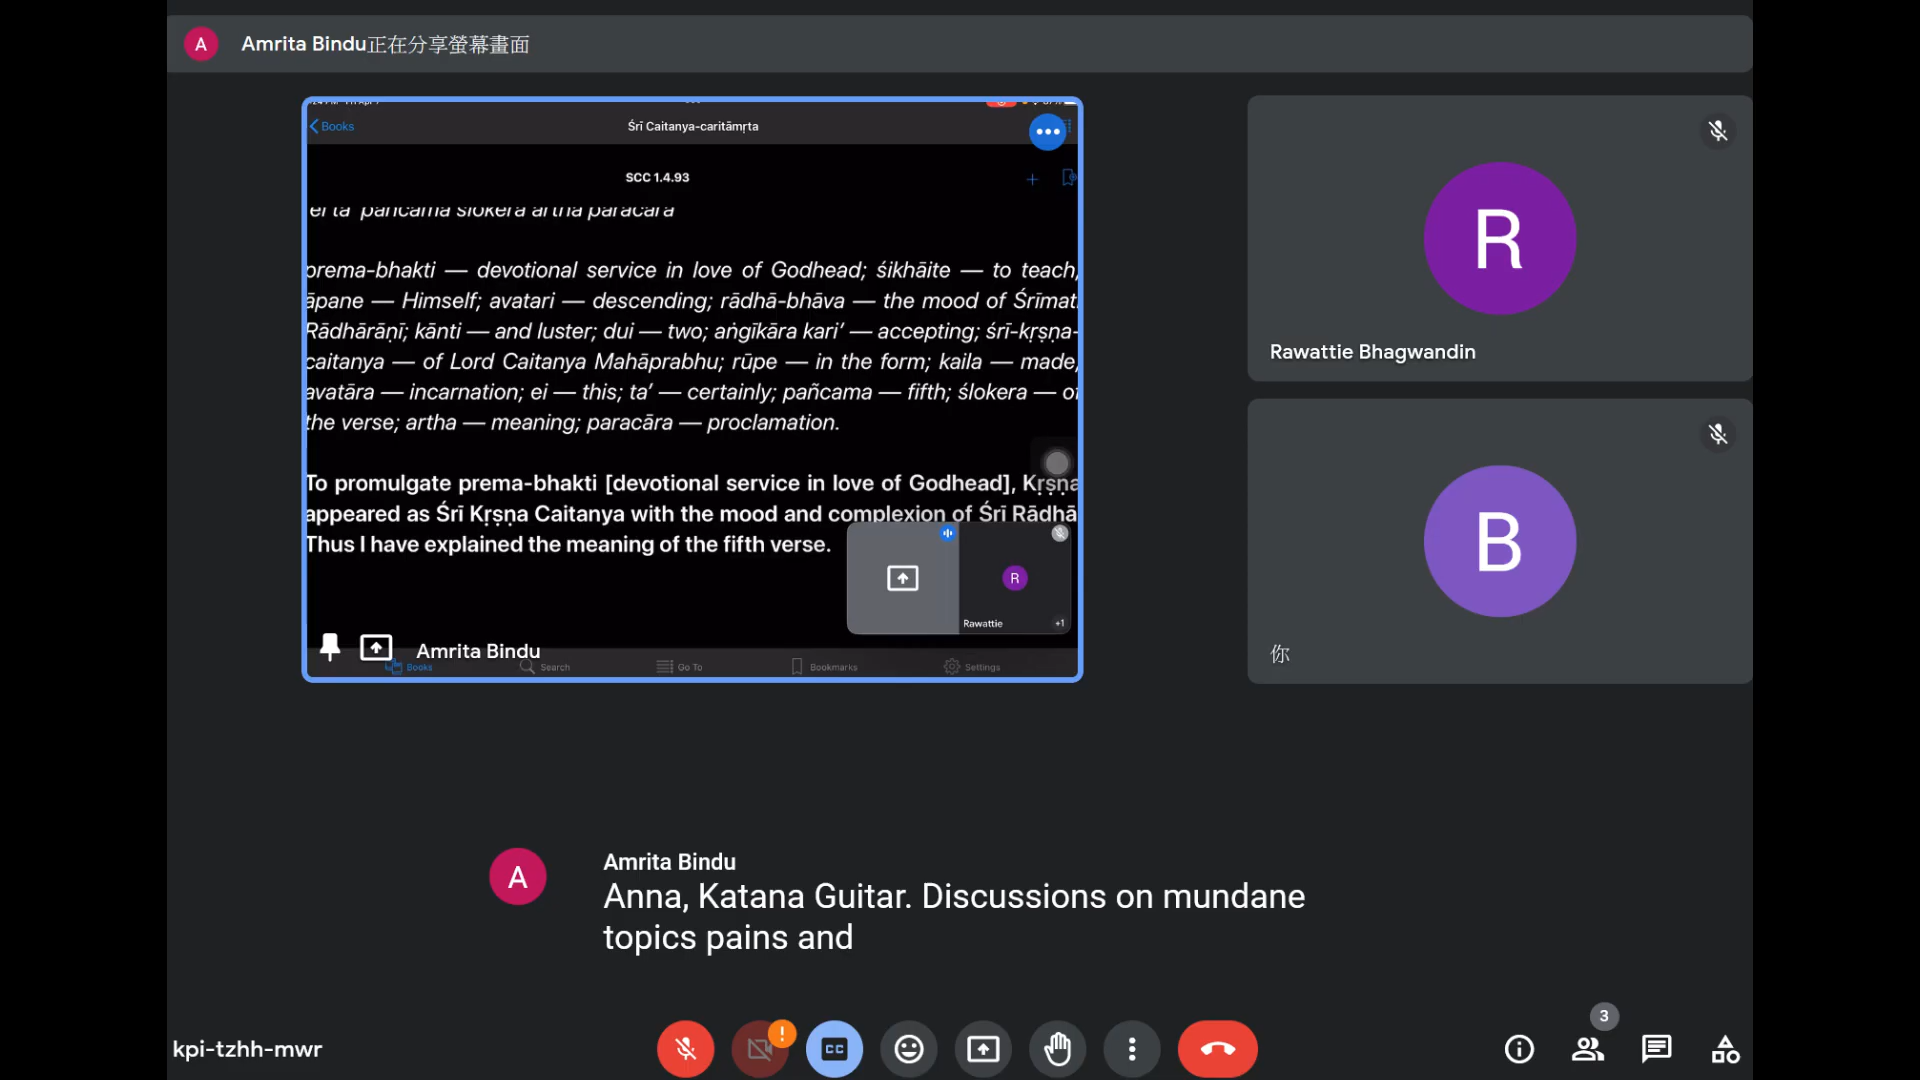 A Amrita Bindu正在分享螢幕畫面
Books
Śrī Caitanya-caritāmṛta
SCC 1.4.93
prema-bhakti — devotional service in love of Godhead; śikhāite — to teach;
āpane — Himself; avatari — descending; rādhā-bhāva — the mood of Śrīmat
Rādhārāṇī; kānti — and luster; dui — two; aṅgīkāra kari’ — accepting; śrī-kṛṣṇa-
caitanya — of Lord Caitanya Mahāprabhu; rūpe — in the form; kaila — made;
avatāra — incarnation; ei — this; ta’ — certainly; pañcama — fifth; ślokera — of
the verse; artha — meaning; paracāra — proclamation.
To promulgate prema-bhakti [devotional service in love of Godhead], Kṛṣṇa
appeared as Śrī Kṛṣṇa Caitanya with the mood and complexion of Śrī Rādhā
Thus I have explained the meaning of the fifth verse.
R
Rawattie +1
Amrita Bindu
Books Search Go To Bookmarks Settings
R
Rawattie Bhagwandin
B
你
A
Amrita Bindu
Anna, Katana Guitar. Discussions on mundane
topics pains and
3
kpi-tzhh-mwr
CC